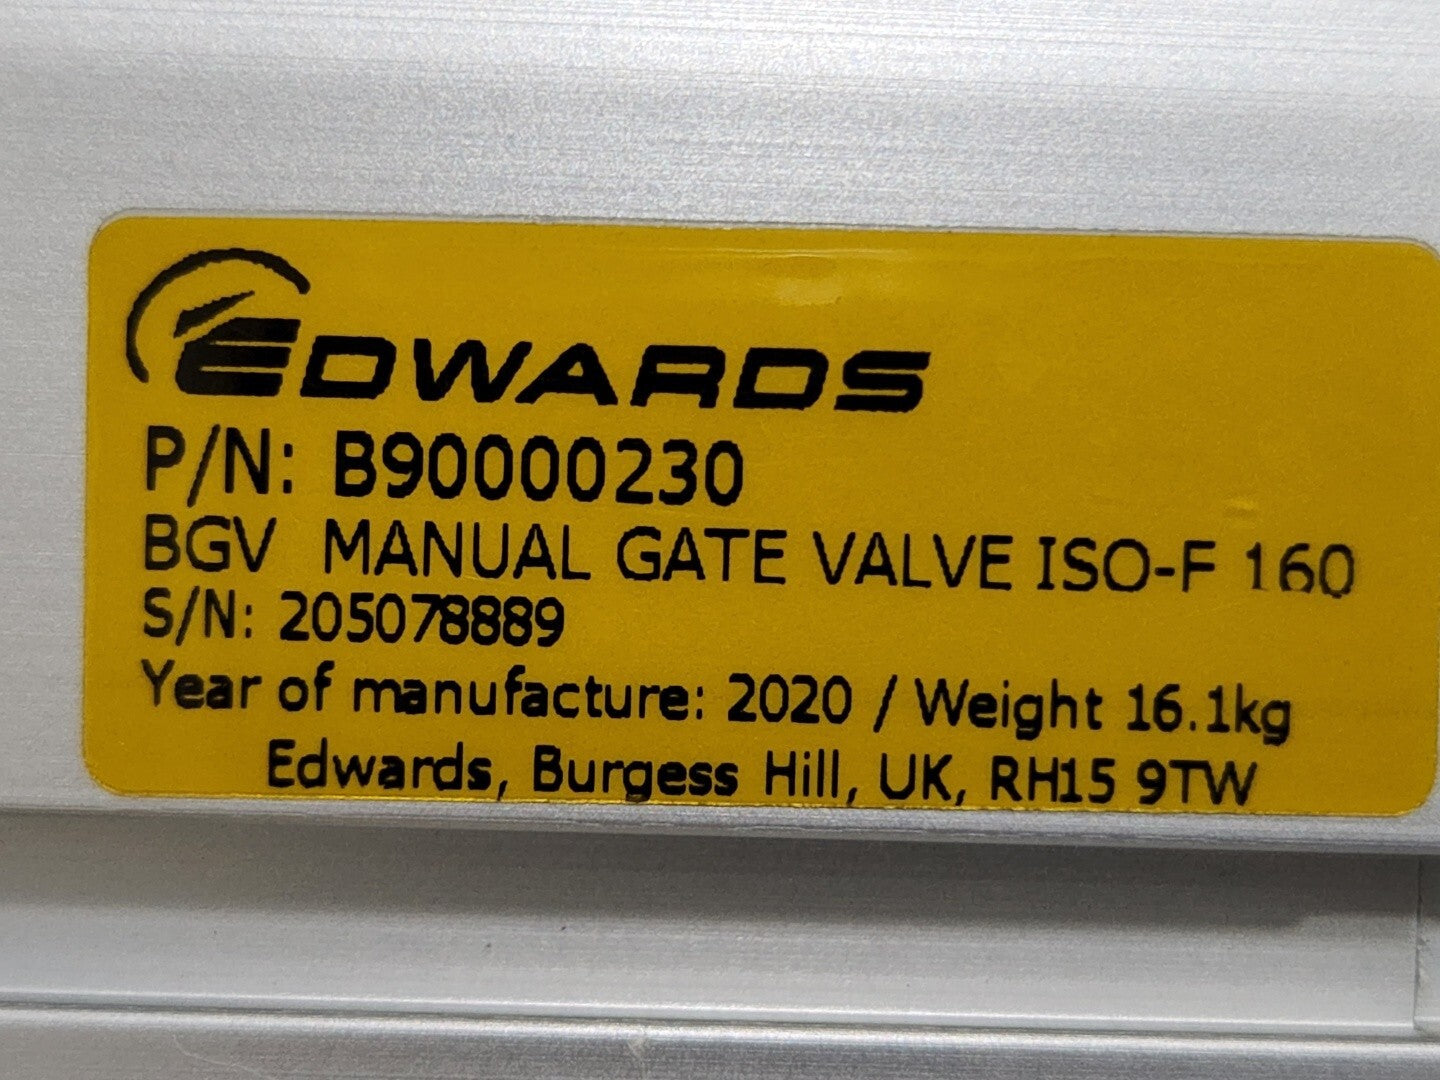 EDWARDS
P/N: B90000230
BGV MANUAL GATE VALVE ISO-F 160
S/N: 205078889
Year of manufacture: 2020 / Weight 16.1kg
Edwards, Burgess Hill, UK, RH15 9TW